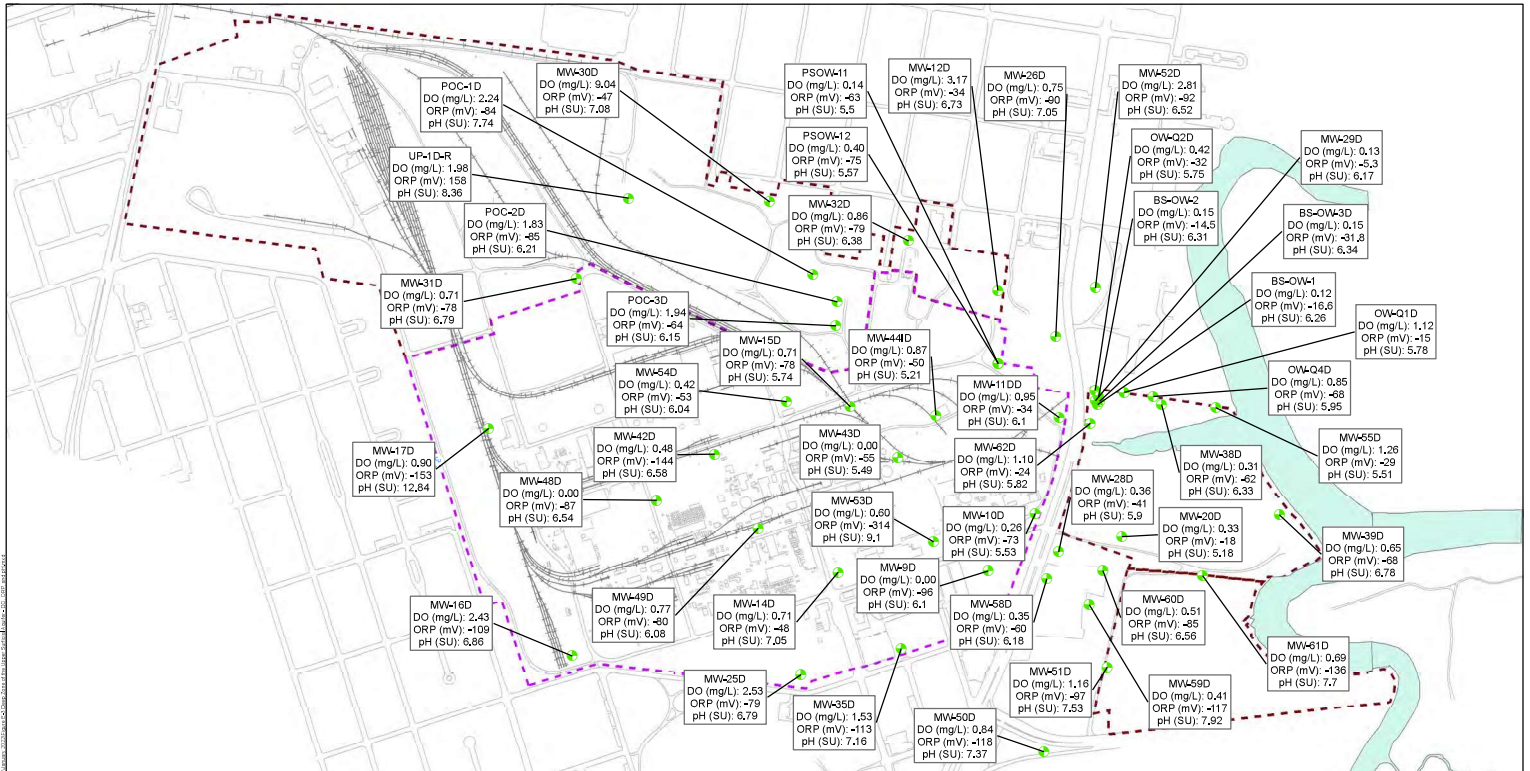 POC-1D
DO (mg/L): 2.24
ORP (mV): -84
pH (SU): 7.74
MW-30D
DO (mg/L): 9.04
ORP (mV): -47
pH (SU): 7.08
PSOW-11
DO (mg/L): 0.14
ORP (mV): -63
pH (SU): 5.5
MW-12D
DO (mg/L): 3.17
ORP (mV): -34
pH (SU): 6.73
MW-26D
DO (mg/L): 0.75
ORP (mV): -90
pH (SU): 7.05
MW-52D
DO (mg/L): 2.81
ORP (mV): -92
pH (SU): 6.52
PSOW-12
DO (mg/L): 0.40
ORP (mV): -75
pH (SU): 5.57
OW-Q2D
DO (mg/L): 0.42
ORP (mV): -32
pH (SU): 5.75
MW-29D
DO (mg/L): 0.13
ORP (mV): -5.3
pH (SU): 6.17
UP-1D-R
DO (mg/L): 1.98
ORP (mV): 158
pH (SU): 8.36
MW-32D
DO (mg/L): 0.86
ORP (mV): -79
pH (SU): 6.38
BS-OW-2
DO (mg/L): 0.15
ORP (mV): -14.5
pH (SU): 6.31
BS-OW-3D
DO (mg/L): 0.15
ORP (mV): -31.8
pH (SU): 6.34
POC-2D
DO (mg/L): 1.83
ORP (mV): -85
pH (SU): 6.21
MW-31D
DO (mg/L): 0.71
ORP (mV): -78
pH (SU): 6.79
POC-3D
DO (mg/L): 1.94
ORP (mV): -64
pH (SU): 6.15
BS-OW-1
DO (mg/L): 0.12
ORP (mV): -16.6
pH (SU): 6.26
OW-Q1D
DO (mg/L): 1.12
ORP (mV): -15
pH (SU): 5.78
MW-15D
DO (mg/L): 0.71
ORP (mV): -78
pH (SU): 5.74
MW-44ID
DO (mg/L): 0.87
ORP (mV): -50
pH (SU): 5.21
MW-54D
DO (mg/L): 0.42
ORP (mV): -53
pH (SU): 6.04
MW-11DD
DO (mg/L): 0.95
ORP (mV): -34
pH (SU): 6.1
OW-Q4D
DO (mg/L): 0.85
ORP (mV): -68
pH (SU): 5.95
MW-17D
DO (mg/L): 0.90
ORP (mV): -153
pH (SU): 12.84
MW-42D
DO (mg/L): 0.48
ORP (mV): -144
pH (SU): 6.58
MW-43D
DO (mg/L): 0.00
ORP (mV): -55
pH (SU): 5.49
MW-62D
DO (mg/L): 1.10
ORP (mV): -24
pH (SU): 5.82
MW-38D
DO (mg/L): 0.31
ORP (mV): -62
pH (SU): 6.33
MW-55D
DO (mg/L): 1.26
ORP (mV): -29
pH (SU): 5.51
MW-48D
DO (mg/L): 0.00
ORP (mV): -87
pH (SU): 6.54
MW-53D
DO (mg/L): 0.60
ORP (mV): -314
pH (SU): 9.1
MW-10D
DO (mg/L): 0.26
ORP (mV): -73
pH (SU): 5.53
MW-28D
DO (mg/L): 0.36
ORP (mV): -41
pH (SU): 5.9
MW-20D
DO (mg/L): 0.33
ORP (mV): -18
pH (SU): 5.18
MW-39D
DO (mg/L): 0.65
ORP (mV): -68
pH (SU): 6.78
MW-16D
DO (mg/L): 2.43
ORP (mV): -109
pH (SU): 6.86
MW-49D
DO (mg/L): 0.77
ORP (mV): -80
pH (SU): 6.08
MW-14D
DO (mg/L): 0.71
ORP (mV): -48
pH (SU): 7.05
MW-9D
DO (mg/L): 0.00
ORP (mV): -96
pH (SU): 6.1
MW-58D
DO (mg/L): 0.35
ORP (mV): -60
pH (SU): 6.18
MW-60D
DO (mg/L): 0.51
ORP (mV): -85
pH (SU): 6.56
MW-61D
DO (mg/L): 0.69
ORP (mV): -136
pH (SU): 7.7
MW-25D
DO (mg/L): 2.53
ORP (mV): -79
pH (SU): 6.79
MW-35D
DO (mg/L): 1.53
ORP (mV): -113
pH (SU): 7.16
MW-50D
DO (mg/L): 0.84
ORP (mV): -118
pH (SU): 7.37
MW-51D
DO (mg/L): 1.16
ORP (mV): -97
pH (SU): 7.53
MW-59D
DO (mg/L): 0.41
ORP (mV): -117
pH (SU): 7.92